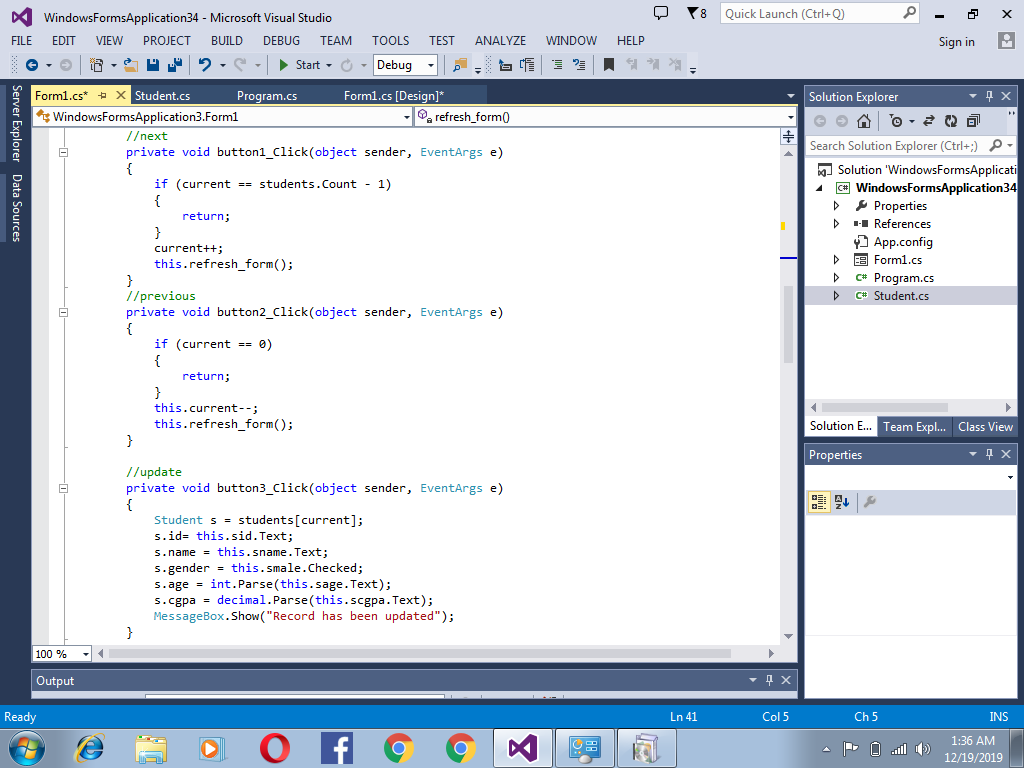 WindowsFormsApplication34 - Microsoft Visual Studio
8
Quick Launch (Ctrl+Q)
FILE EDIT VIEW PROJECT BUILD DEBUG TEAM TOOLS TEST ANALYZE WINDOW HELP
Sign in
Start
Debug
Server Explorer
Data Sources
Form1.cs* Student.cs Program.cs Form1.cs [Design]*
WindowsFormsApplication3.Form1
refresh_form()
//next
private void button1_Click(object sender, EventArgs e)
{
if (current == students.Count - 1)
{
return;
}
current++;
this.refresh_form();
}
//previous
private void button2_Click(object sender, EventArgs e)
{
if (current == 0)
{
return;
}
this.current--;
this.refresh_form();
}
//update
private void button3_Click(object sender, EventArgs e)
{
Student s = students[current];
s.id= this.sid.Text;
s.name = this.sname.Text;
s.gender = this.smale.Checked;
s.age = int.Parse(this.sage.Text);
s.cgpa = decimal.Parse(this.scgpa.Text);
MessageBox.Show("Record has been updated");
}
100 %
Output
Solution Explorer
Search Solution Explorer (Ctrl+;)
Solution 'WindowsFormsApplicati
C# WindowsFormsApplication34
Properties
References
App.config
Form1.cs
C# Program.cs
C# Student.cs
Solution E... Team Expl... Class View
Properties
Ready
Ln 41
Col 5
Ch 5
INS
1:36 AM
12/19/2019